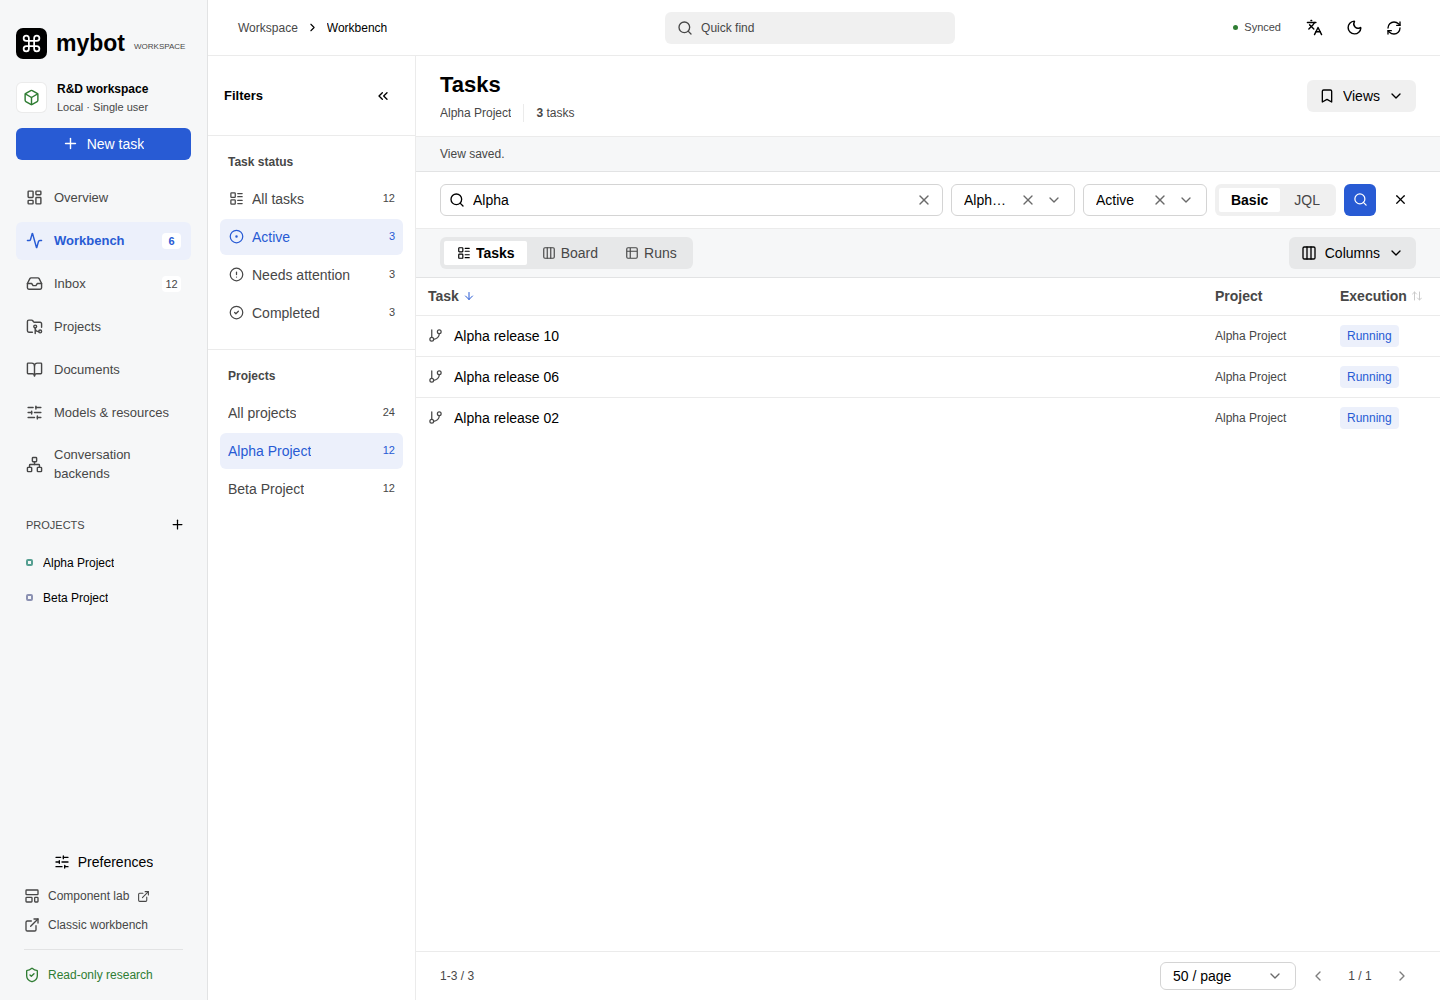 mybot WORKSPACE
R&D workspace
Local · Single user
New task
Overview
Workbench 6
Inbox 12
Projects
Documents
Models & resources
Conversation
backends
PROJECTS
Alpha Project
Beta Project
Preferences
Component lab
Classic workbench
Read-only research
Workspace Workbench
Quick find
Synced
Filters
Task status
All tasks 12
Active 3
Needs attention 3
Completed 3
Projects
All projects 24
Alpha Project 12
Beta Project 12
Tasks
Alpha Project 3 tasks
Views
View saved.
Alpha Alph… Active Basic JQL
Tasks Board Runs Columns
Task Project Execution
Alpha release 10 Alpha Project Running
Alpha release 06 Alpha Project Running
Alpha release 02 Alpha Project Running
1-3 / 3 50 / page 1 / 1